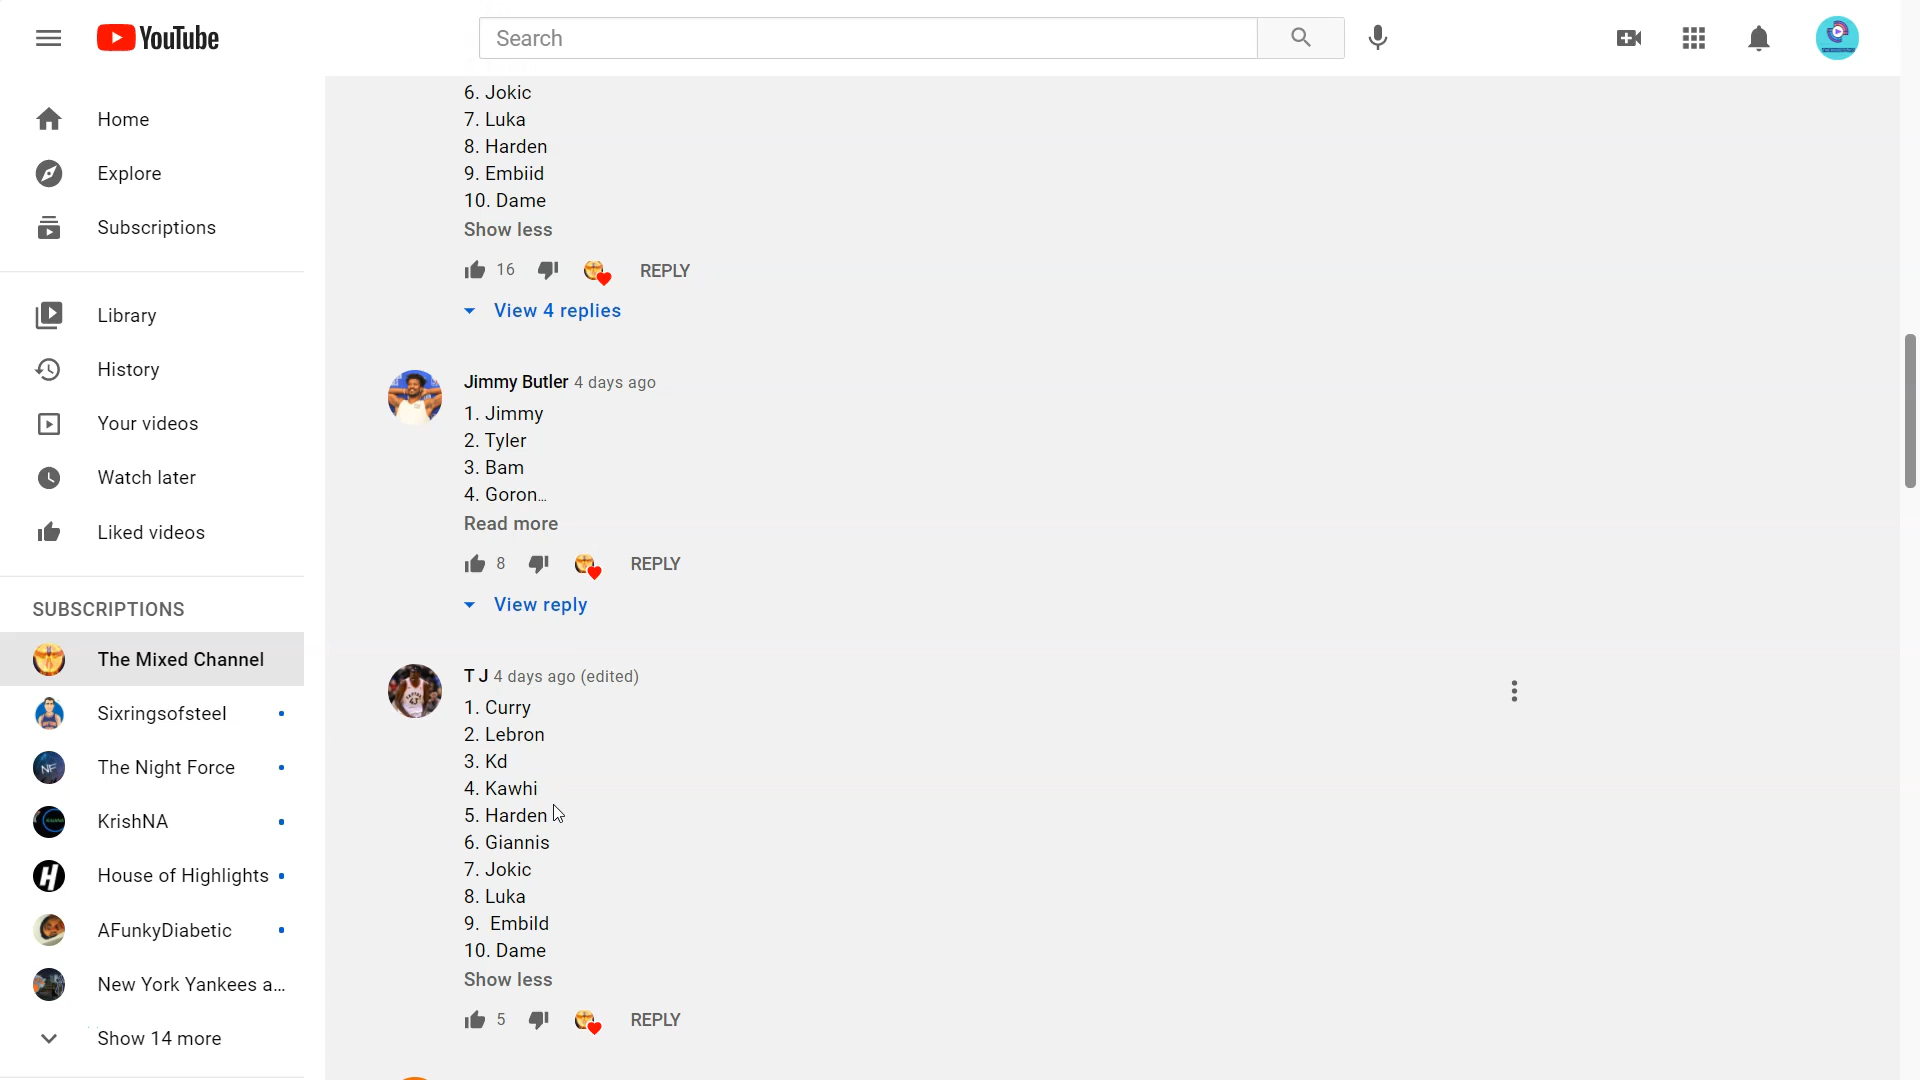 YouTube
Search
Home
Explore
Subscriptions
Library
History
Your videos
Watch later
Liked videos
SUBSCRIPTIONS
The Mixed Channel
Sixringsofsteel
The Night Force
KrishNA
House of Highlights
AFunkyDiabetic
New York Yankees a...
Show 14 more
6. Jokic
7. Luka
8. Harden
9. Embiid
10. Dame
Show less
16 REPLY
View 4 replies
Jimmy Butler 4 days ago
1. Jimmy
2. Tyler
3. Bam
4. Goron...
Read more
8 REPLY
View reply
T J 4 days ago (edited)
1. Curry
2. Lebron
3. Kd
4. Kawhi
5. Harden
6. Giannis
7. Jokic
8. Luka
9. Embild
10. Dame
Show less
5 REPLY